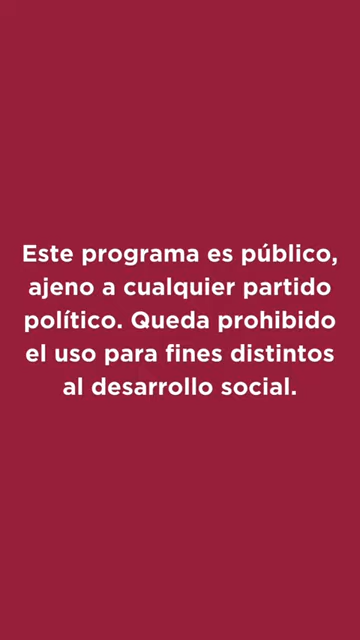 Este programa es público,
ajeno a cualquier partido
político. Queda prohibido
el uso para fines distintos
al desarrollo social.